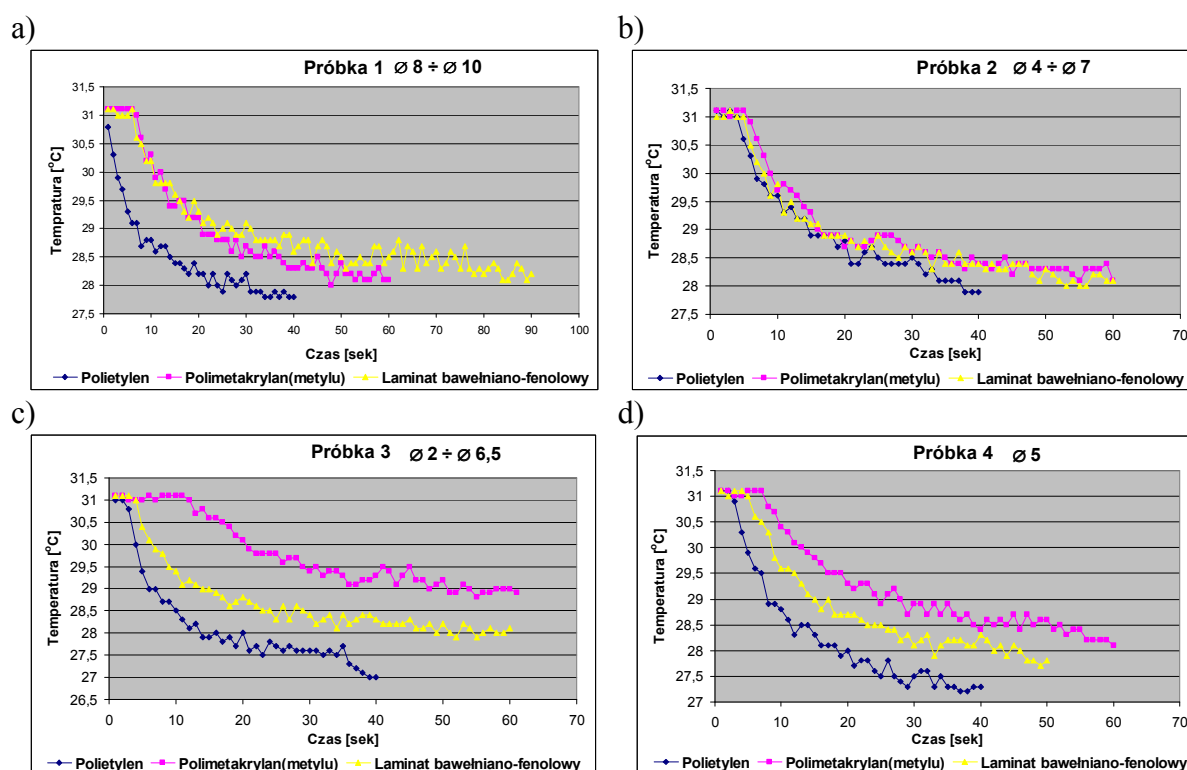 a)
Próbka 1 Ø 8 ÷ Ø 10
Tempratura [°C]
31,5
31
30,5
30
29,5
29
28,5
28
27,5
0 10 20 30 40 50 60 70 80 90 100
Czas [sek]
Polietylen Polimetakrylan(metylu) Laminat bawełniano-fenolowy
b)
Próbka 2 Ø 4 ÷ Ø 7
Temperatura [°C]
31,5
31
30,5
30
29,5
29
28,5
28
27,5
0 10 20 30 40 50 60 70
Czas [sek]
Polietylen Polimetakrylan(metylu) Laminat bawełniano-fenolowy
c)
Próbka 3 Ø 2 ÷ Ø 6,5
Temperatura [°C]
31,5
31
30,5
30
29,5
29
28,5
28
27,5
27
26,5
0 10 20 30 40 50 60 70
Czas [sek]
Polietylen Polimetakrylan(metylu) Laminat bawełniano-fenolowy
d)
Próbka 4 Ø 5
Temperatura [°C]
31,5
31
30,5
30
29,5
29
28,5
28
27,5
27
0 10 20 30 40 50 60 70
Czas [sek]
Polietylen Polimetakrylan(metylu) Laminat bawełniano-fenolowy